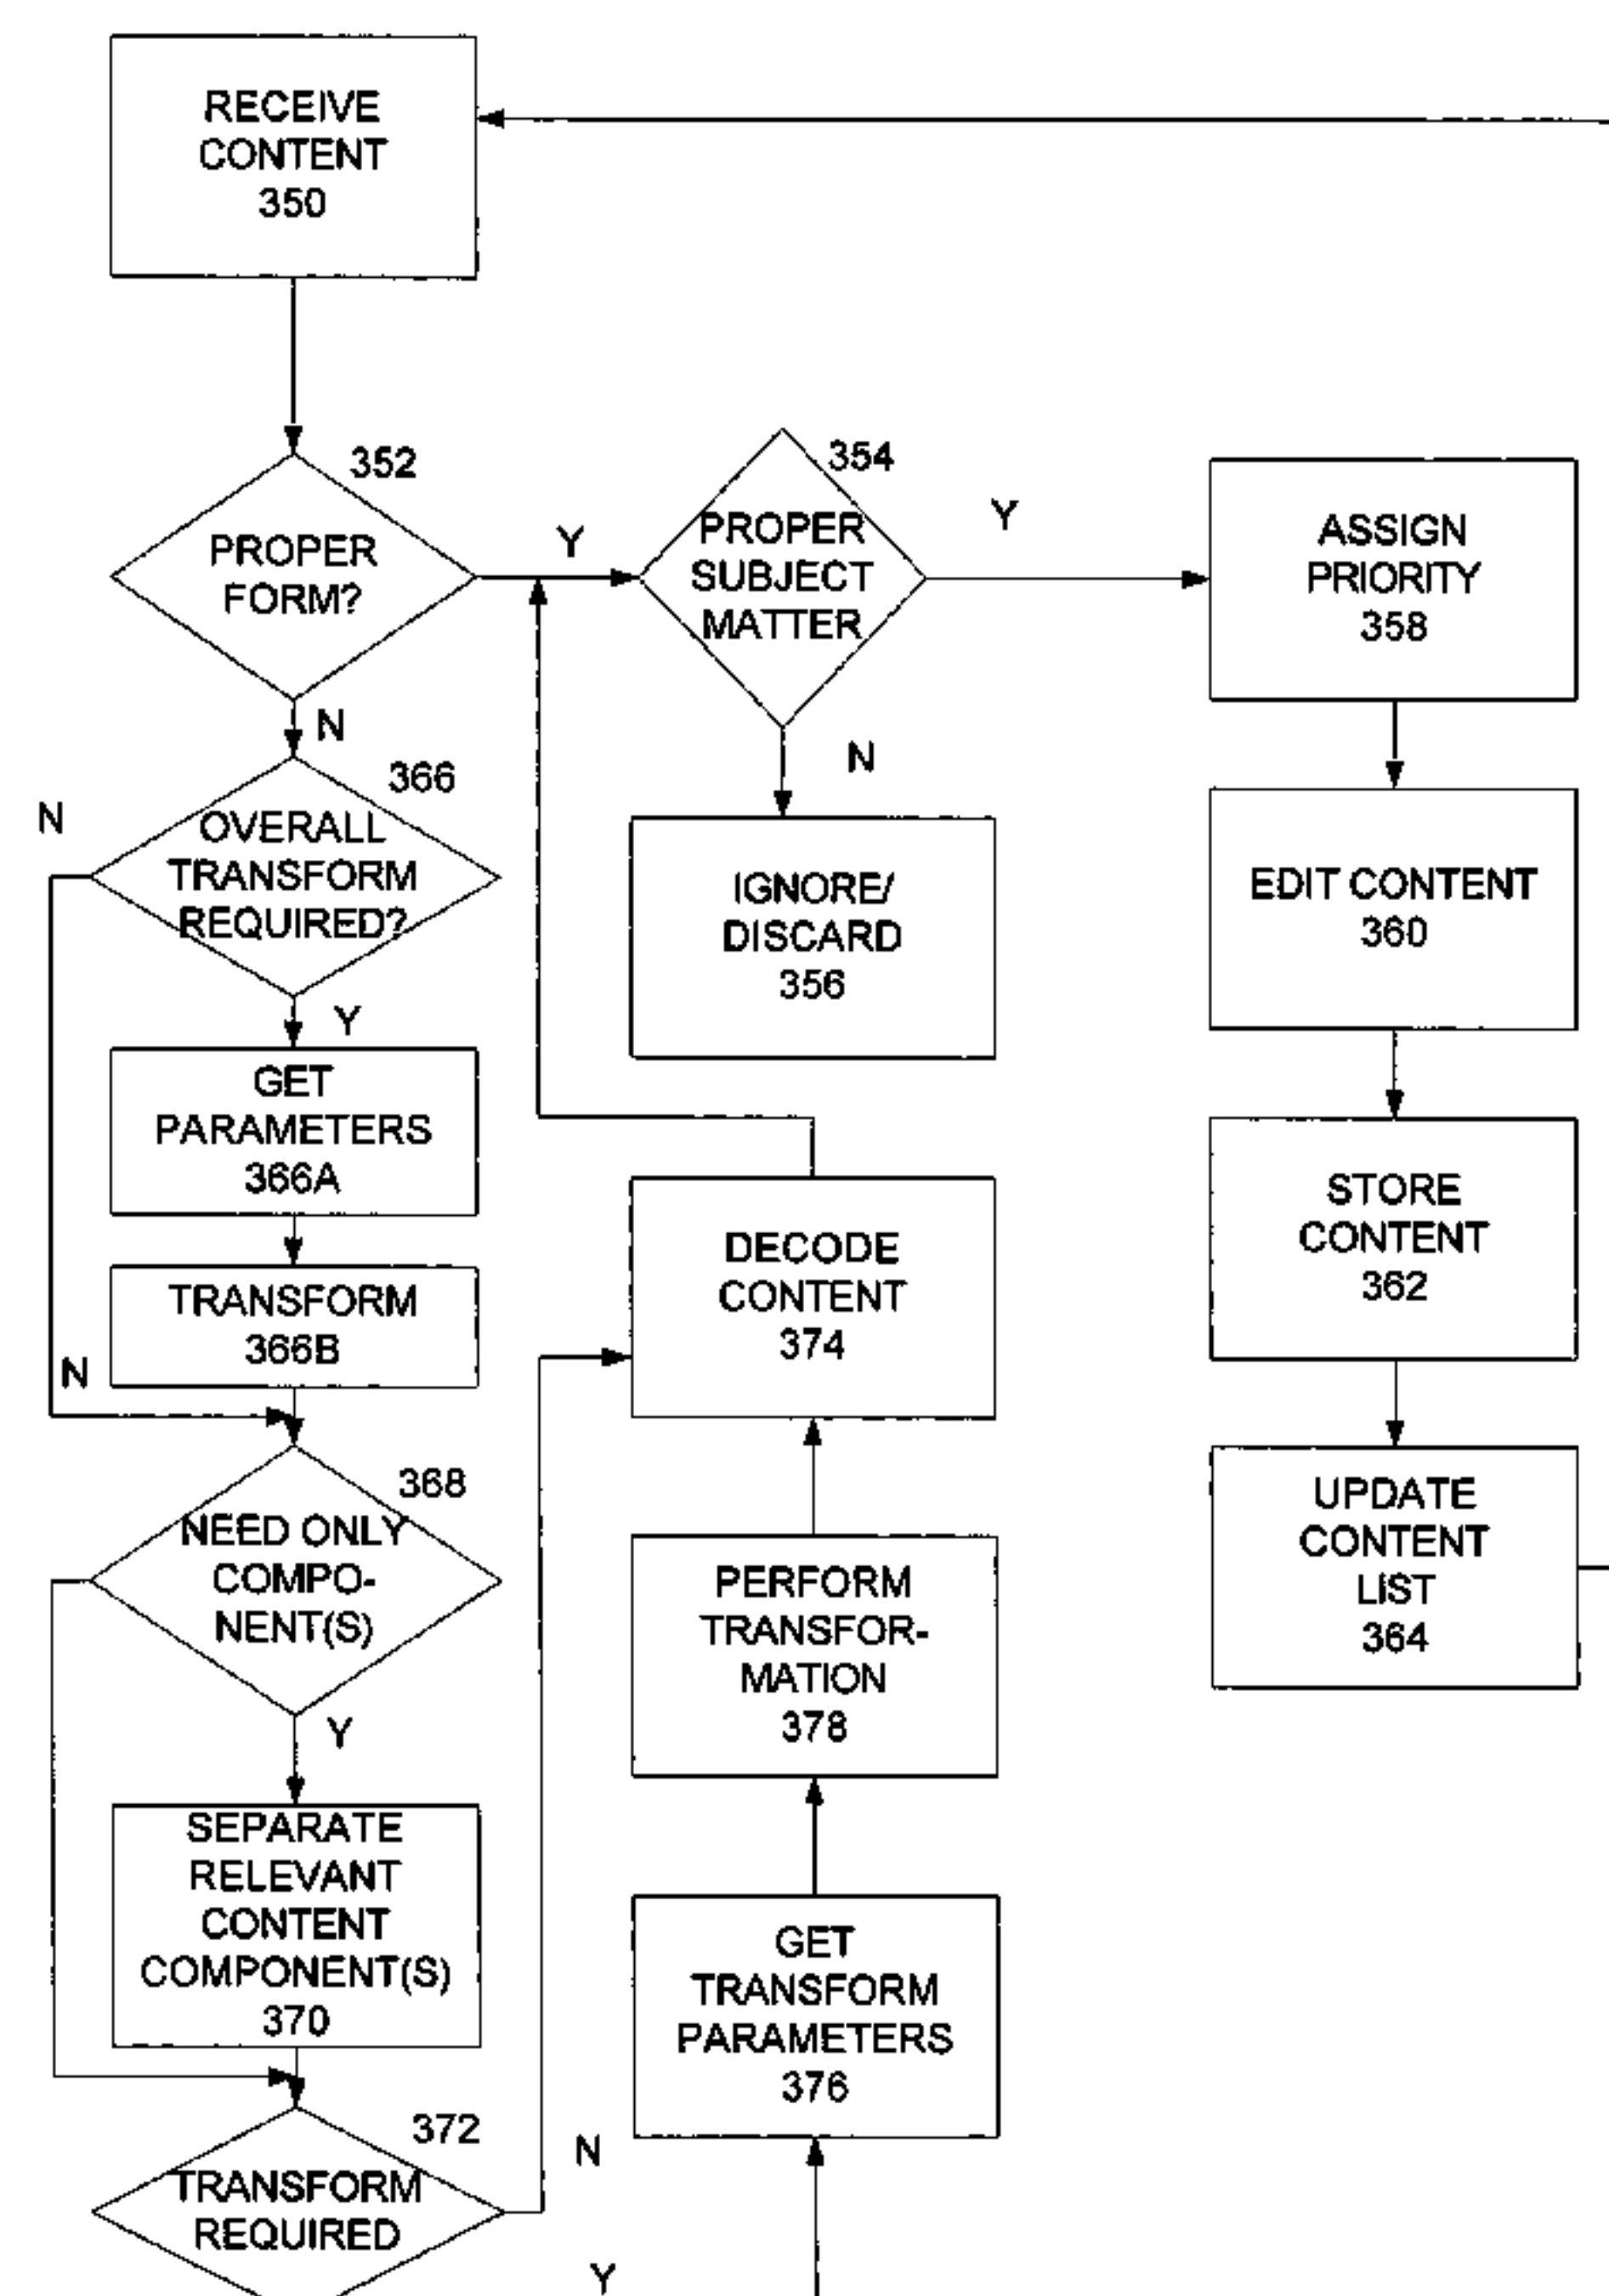 RECEIVE
CONTENT
350
352
PROPER
FORM?
Y
N
354
PROPER
SUBJECT
MATTER
Y
N
ASSIGN
PRIORITY
358
366
OVERALL
TRANSFORM
REQUIRED?
N
Y
IGNORE/
DISCARD
356
EDIT CONTENT
360
GET
PARAMETERS
366A
TRANSFORM
366B
N
DECODE
CONTENT
374
STORE
CONTENT
362
368
NEED ONLY
COMPO-
NENT(S)
Y
PERFORM
TRANSFOR-
MATION
378
UPDATE
CONTENT
LIST
364
SEPARATE
RELEVANT
CONTENT
COMPONENT(S)
370
GET
TRANSFORM
PARAMETERS
376
372
TRANSFORM
REQUIRED
N
Y